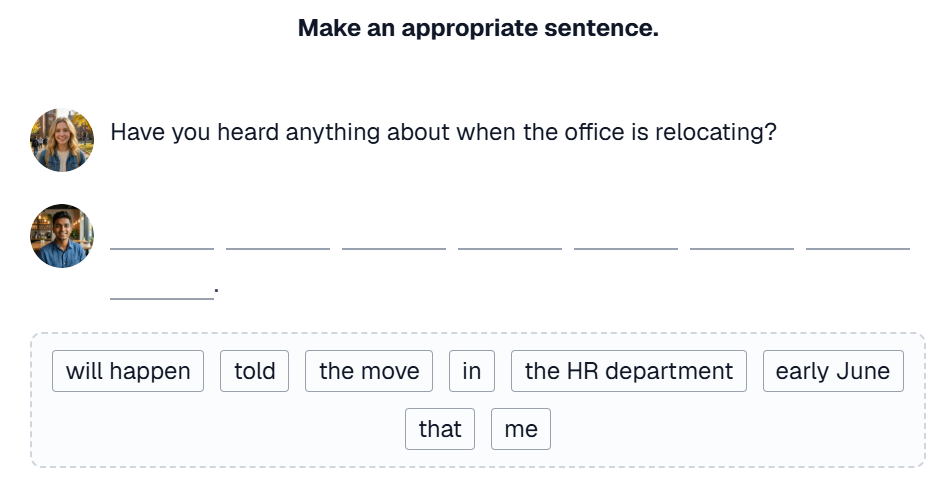 Make an appropriate sentence.
Have you heard anything about when the office is relocating?
.
will happen told the move in the HR department early June
that me